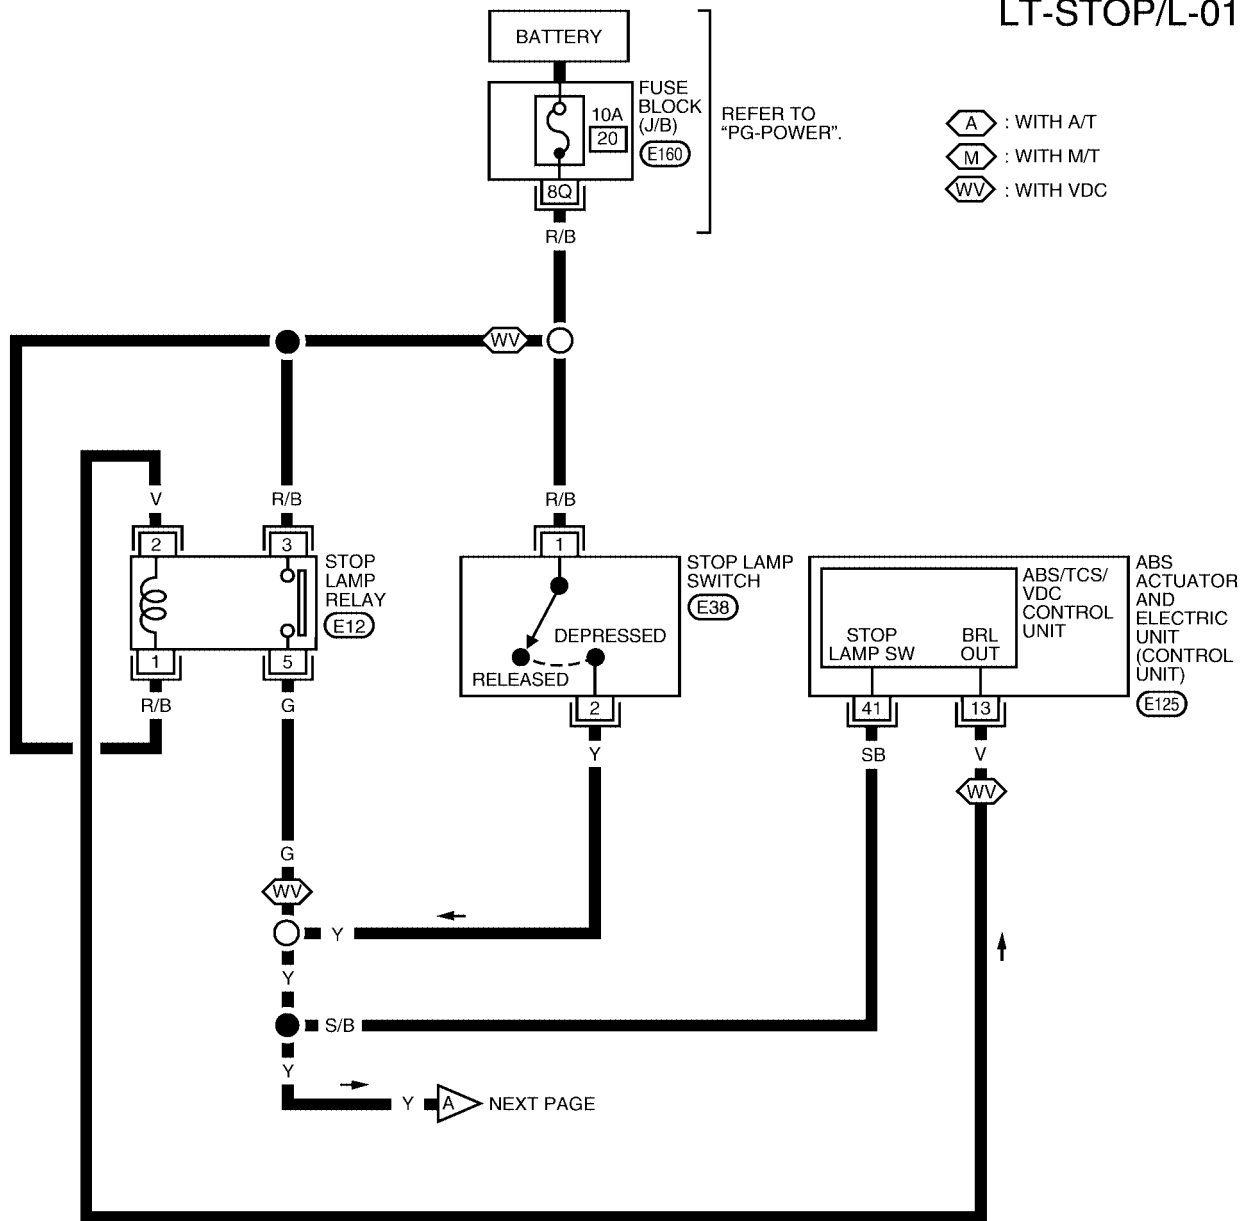 LT-STOP/L-01
BATTERY
FUSE
BLOCK
(J/B)
10A
20
E160
8Q
REFER TO
“PG-POWER”.
A : WITH A/T
M : WITH M/T
WV : WITH VDC
R/B
WV
V
R/B
R/B
2
3
1
STOP
LAMP
RELAY
E12
1
5
R/B
G
STOP LAMP
SWITCH
E38
DEPRESSED
RELEASED
2
Y
ABS/TCS/
VDC
CONTROL
UNIT
STOP
LAMP SW
BRL
OUT
ABS
ACTUATOR
AND
ELECTRIC
UNIT
(CONTROL
UNIT)
E125
41
13
SB
V
WV
G
WV
Y
Y
S/B
Y
Y
A
NEXT PAGE